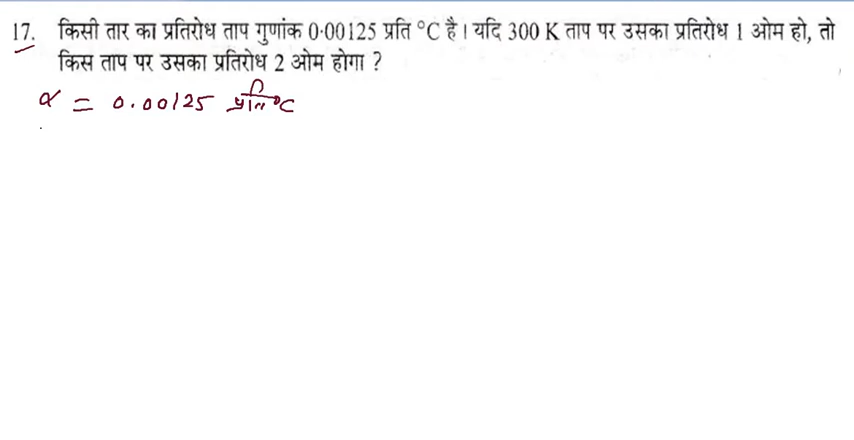 17. किसी तार का प्रतिरोध ताप गुणांक 0·00125 प्रति °C है। यदि 300 K ताप पर उसका प्रतिरोध 1 ओम हो, तो
किस ताप पर उसका प्रतिरोध 2 ओम होगा ?
α = 0.00125 प्रति °C